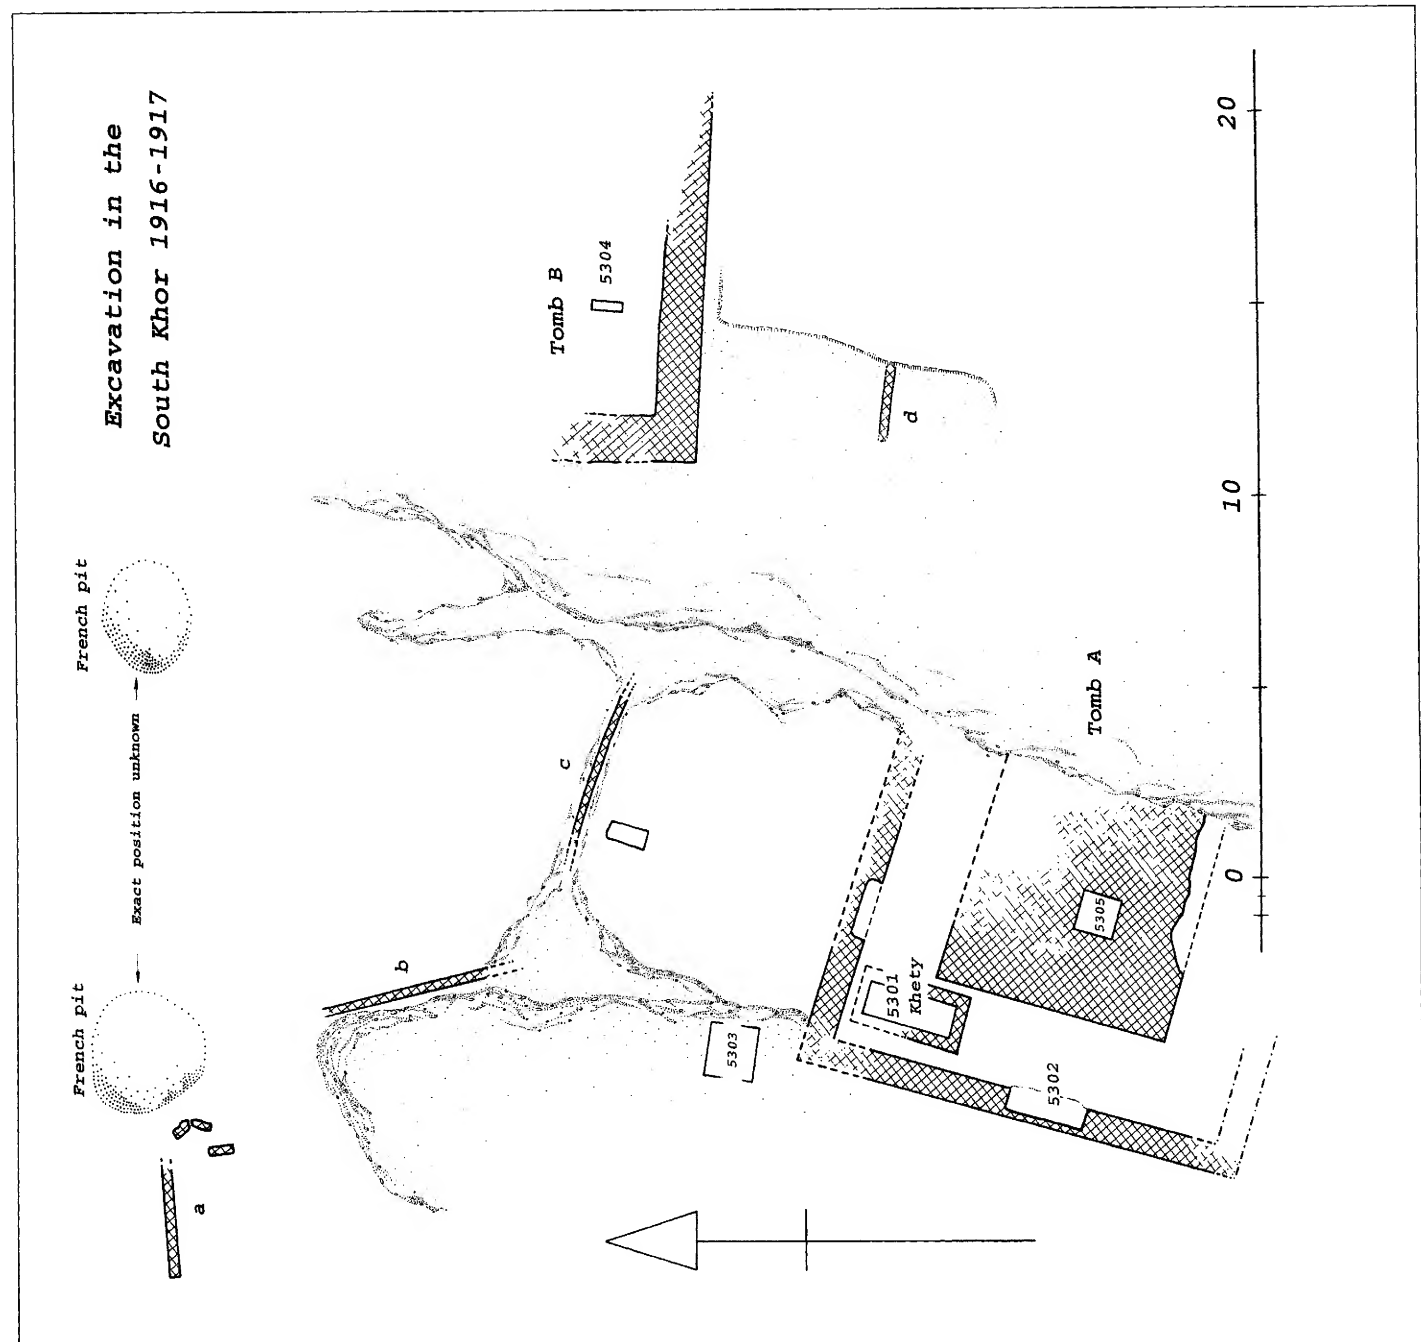 Excavation in the
South Khor 1916-1917
French pit
Exact position unknown
French pit
a
b
c
d
Tomb B
5304
5303
5301
Khety
5302
5305
Tomb A
0
10
20